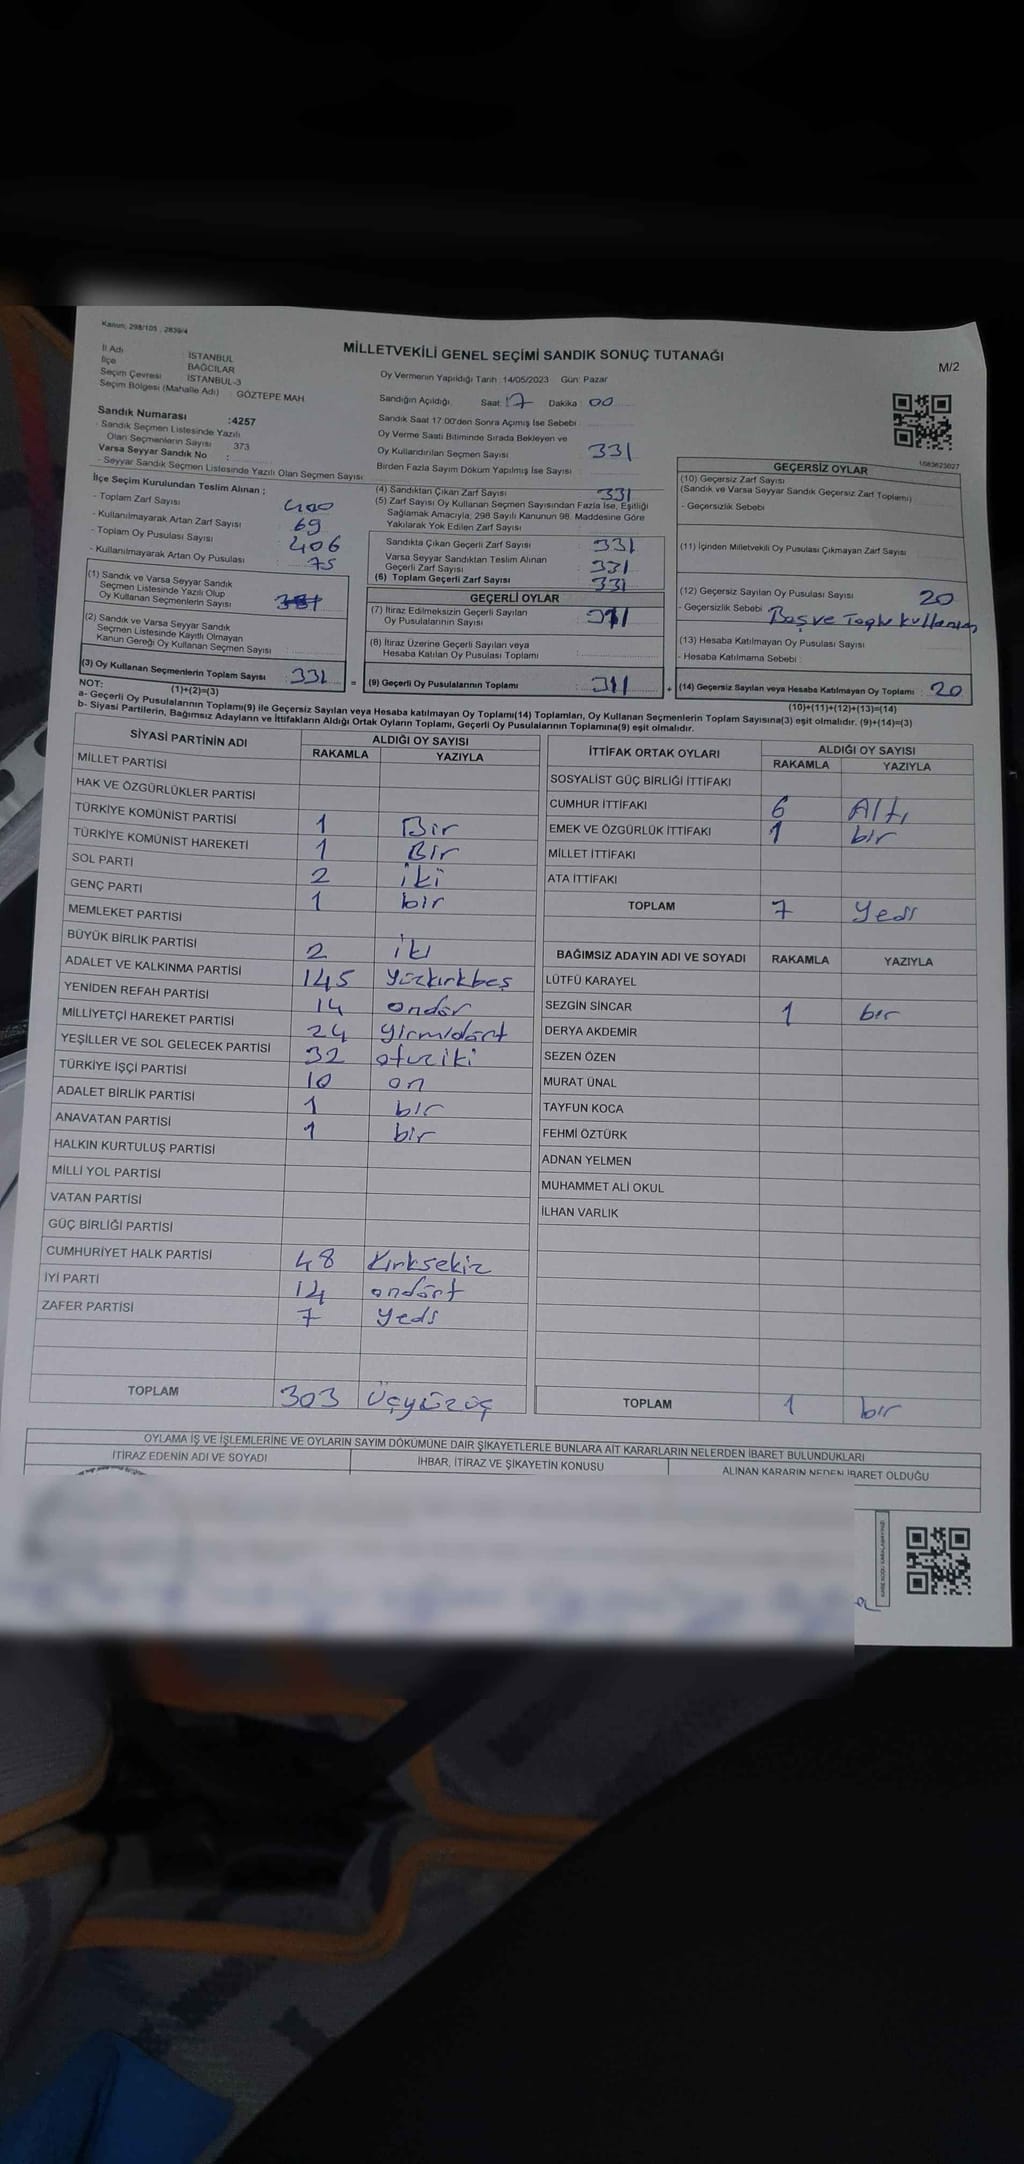 Kanun: 298/105 , 2839/4
MİLLETVEKİLİ GENEL SEÇİMİ SANDIK SONUÇ TUTANAĞI
M/2
İl Adı : İSTANBUL
İlçe : BAĞCILAR
Seçim Çevresi : İSTANBUL-3
Seçim Bölgesi (Mahalle Adı) : GÖZTEPE MAH
Oy Vermenin Yapıldığı Tarih : 14/05/2023 Gün: Pazar
Sandığın Açıldığı Saat: 17 Dakika : 00
Sandık Numarası :4257
- Sandık Seçmen Listesinde Yazılı
Olan Seçmenlerin Sayısı : 373
Varsa Seyyar Sandık No :
- Seyyar Sandık Seçmen Listesinde Yazılı Olan Seçmen Sayısı
Sandık Saat 17.00'den Sonra Açımış İse Sebebi :
Oy Verme Saati Bitiminde Sırada Bekleyen ve
Oy Kullandırılan Seçmen Sayısı 331
Birden Fazla Sayım Döküm Yapılmış İse Sayısı
1083623027
İlçe Seçim Kurulundan Teslim Alınan ;
- Toplam Zarf Sayısı 400
- Kullanılmayarak Artan Zarf Sayısı 69
- Toplam Oy Pusulası Sayısı 406
- Kullanılmayarak Artan Oy Pusulası 75
(1) Sandık ve Varsa Seyyar Sandık
Seçmen Listesinde Yazılı Olup
Oy Kullanan Seçmenlerin Sayısı
(2) Sandık ve Varsa Seyyar Sandık
Seçmen Listesinde Kayıtlı Olmayan
Kanun Gereği Oy Kullanan Seçmen Sayısı
(3) Oy Kullanan Seçmenlerin Toplam Sayısı : 331 =
(4) Sandıktan Çıkan Zarf Sayısı 331
(5) Zarf Sayısı Oy Kullanan Seçmen Sayısından Fazla İse, Eşitliği
Sağlamak Amacıyla, 298 Sayılı Kanunun 98. Maddesine Göre
Yakılarak Yok Edilen Zarf Sayısı
Sandıkta Çıkan Geçerli Zarf Sayısı 331
Varsa Seyyar Sandıktan Teslim Alınan
Geçerli Zarf Sayısı 331
(6) Toplam Geçerli Zarf Sayısı 331
GEÇERLİ OYLAR
(7) İtiraz Edilmeksizin Geçerli Sayılan
Oy Pusulalarının Sayısı 311
(8) İtiraz Üzerine Geçerli Sayılan veya
Hesaba Katılan Oy Pusulası Toplamı
(9) Geçerli Oy Pusulalarının Toplamı 311 +
GEÇERSİZ OYLAR
(10) Geçersiz Zarf Sayısı
(Sandık ve Varsa Seyyar Sandık Geçersiz Zarf Toplamı)
- Geçersizlik Sebebi
(11) İçinden Milletvekili Oy Pusulası Çıkmayan Zarf Sayısı
(12) Geçersiz Sayılan Oy Pusulası Sayısı 20
- Geçersizlik Sebebi Boş ve Toplu kullanım
(13) Hesaba Katılmayan Oy Pusulası Sayısı
- Hesaba Katılmama Sebebi :
(14) Geçersiz Sayılan veya Hesaba Katılmayan Oy Toplamı : 20
NOT: (1)+(2)=(3)
(10)+(11)+(12)+(13)=(14)
a- Geçerli Oy Pusulalarının Toplamı(9) ile Geçersiz Sayılan veya Hesaba Katılmayan Oy Toplamı(14) Toplamları, Oy Kullanan Seçmenlerin Toplam Sayısına(3) eşit olmalıdır. (9)+(14)=(3)
b- Siyasi Partilerin, Bağımsız Adayların ve İttifakların Aldığı Ortak Oyların Toplamı, Geçerli Oy Pusulalarının Toplamına(9) eşit olmalıdır.
SİYASİ PARTİNİN ADI ALDIĞI OY SAYISI
RAKAMLA YAZIYLA
MİLLET PARTİSİ
HAK VE ÖZGÜRLÜKLER PARTİSİ
TÜRKİYE KOMÜNİST PARTİSİ 1 Bir
TÜRKİYE KOMÜNİST HAREKETİ 1 Bir
SOL PARTİ 2 iki
GENÇ PARTİ 1 bir
MEMLEKET PARTİSİ
BÜYÜK BİRLİK PARTİSİ 2 iki
ADALET VE KALKINMA PARTİSİ 145 yüzkırkbeş
YENİDEN REFAH PARTİSİ 14 ondör
MİLLİYETÇİ HAREKET PARTİSİ 24 yirmidört
YEŞİLLER VE SOL GELECEK PARTİSİ 32 otuziki
TÜRKİYE İŞÇİ PARTİSİ 10 on
ADALET BİRLİK PARTİSİ 1 bir
ANAVATAN PARTİSİ 1 bir
HALKIN KURTULUŞ PARTİSİ
MİLLİ YOL PARTİSİ
VATAN PARTİSİ
GÜÇ BİRLİĞİ PARTİSİ
CUMHURİYET HALK PARTİSİ 48 Kırksekiz
İYİ PARTİ 14 ondört
ZAFER PARTİSİ 7 yedi
TOPLAM 303 Üçyüzüç
İTTİFAK ORTAK OYLARI ALDIĞI OY SAYISI
RAKAMLA YAZIYLA
SOSYALİST GÜÇ BİRLİĞİ İTTİFAKI
CUMHUR İTTİFAKI 6 Altı
EMEK VE ÖZGÜRLÜK İTTİFAKI 1 bir
MİLLET İTTİFAKI
ATA İTTİFAKI
TOPLAM 7 yedi
BAĞIMSIZ ADAYIN ADI VE SOYADI RAKAMLA YAZIYLA
LÜTFÜ KARAYEL
SEZGİN SİNCAR 1 bir
DERYA AKDEMİR
SEZEN ÖZEN
MURAT ÜNAL
TAYFUN KOCA
FEHMİ ÖZTÜRK
ADNAN YELMEN
MUHAMMET ALİ OKUL
İLHAN VARLIK
TOPLAM 1 bir
OYLAMA İŞ VE İŞLEMLERİNE VE OYLARIN SAYIM DÖKÜMÜNE DAİR ŞİKAYETLERLE BUNLARA AİT KARARLARIN NELERDEN İBARET BULUNDUKLARI
İTİRAZ EDENİN ADI VE SOYADI İHBAR, İTİRAZ VE ŞİKAYETİN KONUSU ALINAN KARARIN NEDEN İBARET OLDUĞU